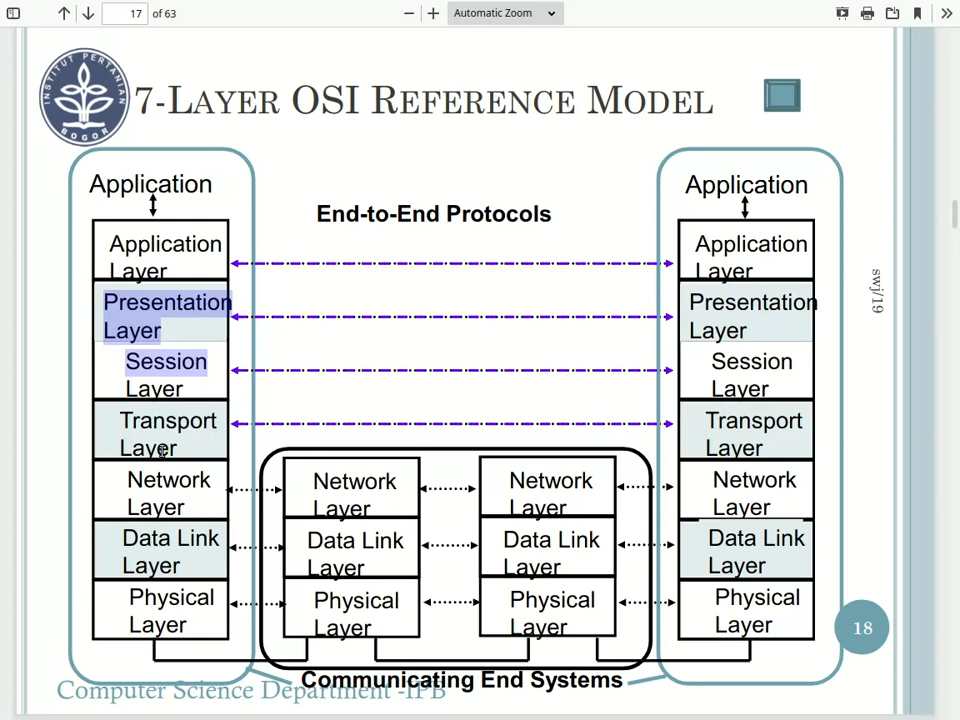 17 of 63
Automatic Zoom
INSTITUT PERTANIAN
BOGOR
7-LAYER OSI REFERENCE MODEL
Application
Application
End-to-End Protocols
Application
Layer
Presentation
Layer
Session
Layer
Transport
Layer
Network
Layer
Data Link
Layer
Physical
Layer
Network
Layer
Data Link
Layer
Physical
Layer
Network
Layer
Data Link
Layer
Physical
Layer
Application
Layer
Presentation
Layer
Session
Layer
Transport
Layer
Network
Layer
Data Link
Layer
Physical
Layer
swj/19
18
Communicating End Systems
Computer Science Department -IPB